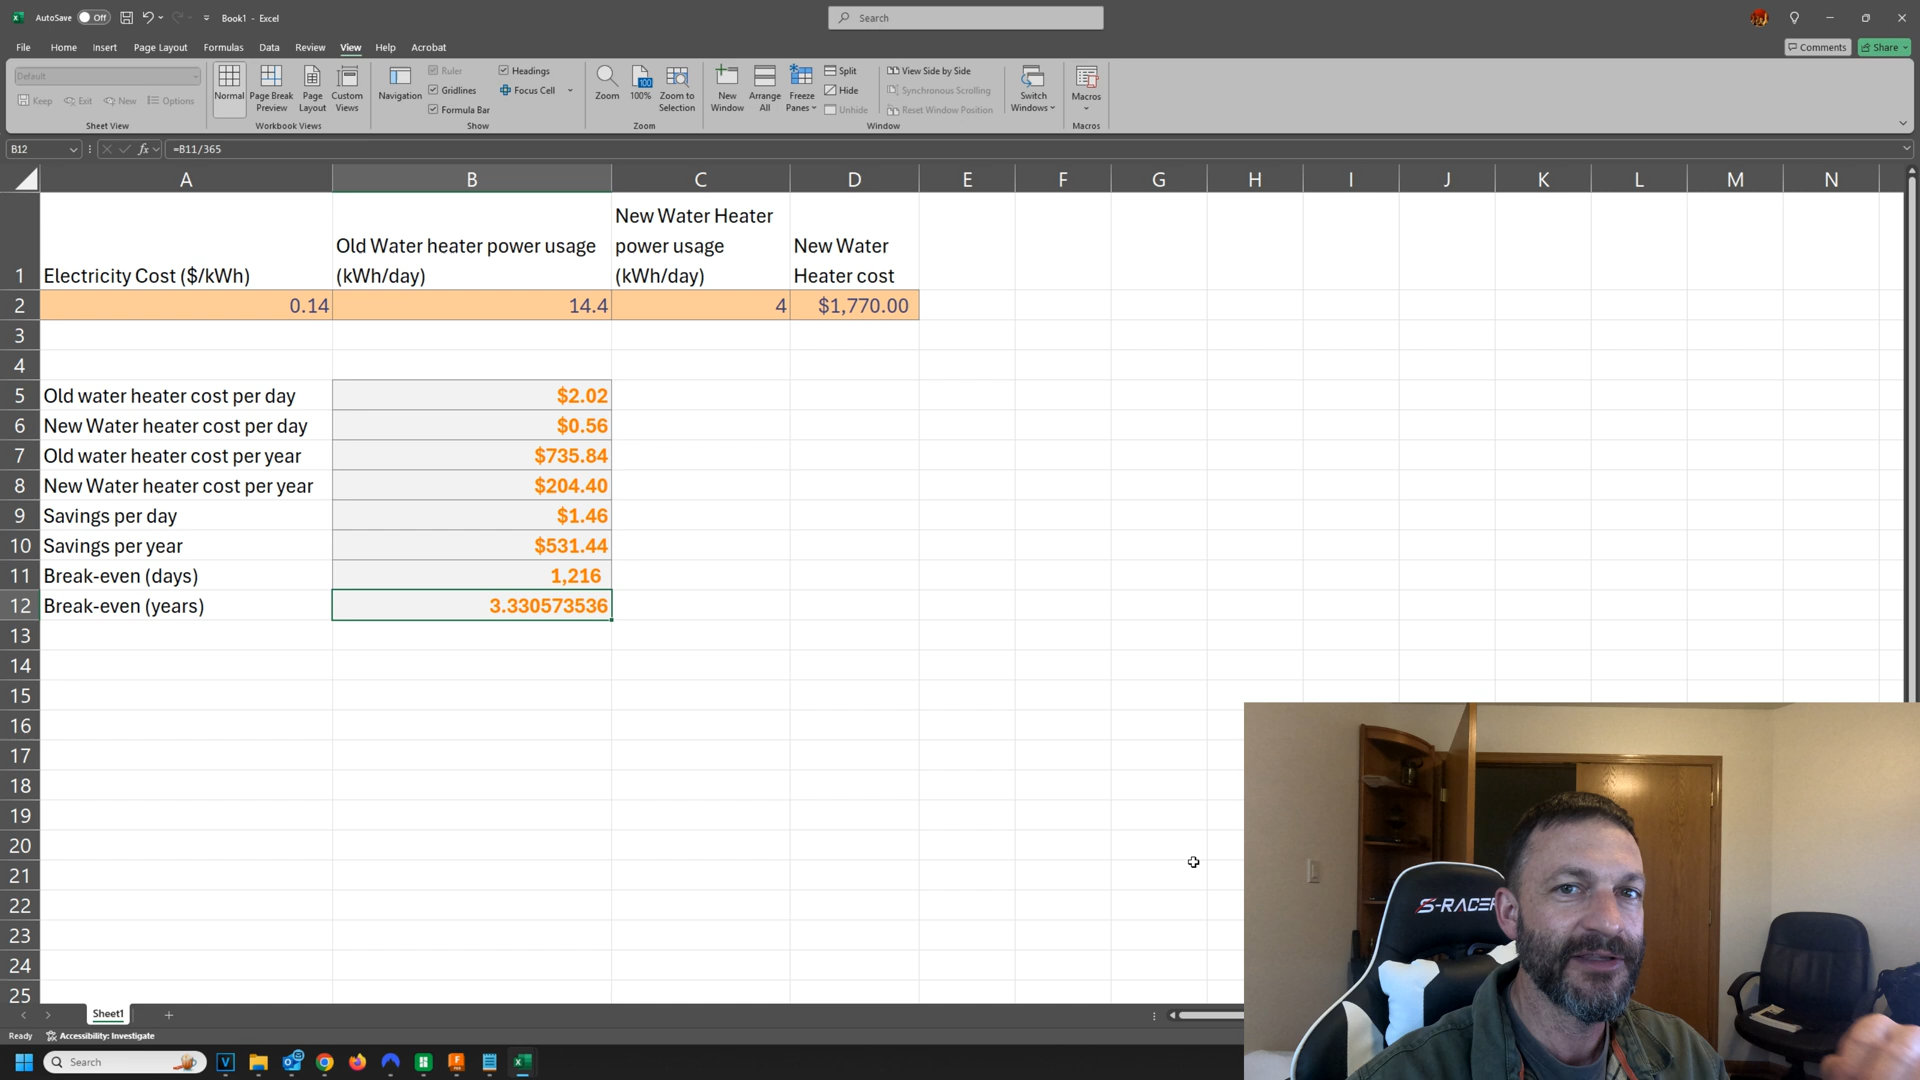 AutoSave Off Book1 - Excel Search
File Home Insert Page Layout Formulas Data Review View Help Acrobat Comments Share
Default
Keep Exit New Options
Sheet View
Normal Page Break Preview Page Layout Custom Views
Workbook Views
Navigation
Ruler Headings
Gridlines Focus Cell
Formula Bar
Show
Zoom 100% Zoom to Selection
Zoom
New Window Arrange All Freeze Panes
Split
Hide
Unhide
View Side by Side
Synchronous Scrolling
Reset Window Position
Switch Windows
Window
Macros
Macros
B12 fx =B11/365
A B C D E F G H I J K L M N
1 Electricity Cost ($/kWh)
Old Water heater power usage
(kWh/day)
New Water Heater
power usage
(kWh/day)
New Water
Heater cost
2 0.14 14.4 4 $1,770.00
3
4
5 Old water heater cost per day $2.02
6 New Water heater cost per day $0.56
7 Old water heater cost per year $735.84
8 New Water heater cost per year $204.40
9 Savings per day $1.46
10 Savings per year $531.44
11 Break-even (days) 1,216
12 Break-even (years) 3.330573536
13
14
15
16
17
18
19
20
21
22
23
24
25
S-RACER
Sheet1
Ready Accessibility: Investigate
Search